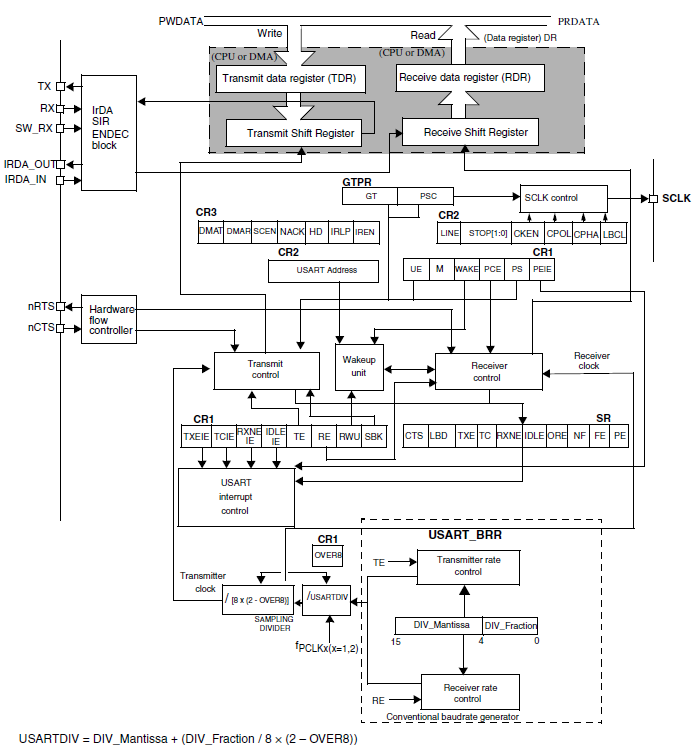 PWDATA
PRDATA
Write
Read
(Data register) DR
(CPU or DMA)
(CPU or DMA)
Transmit data register (TDR)
Receive data register (RDR)
TX
RX
SW_RX
IRDA_OUT
IRDA_IN
IrDA
SIR
ENDEC
block
Transmit Shift Register
Receive Shift Register
GTPR
GT
PSC
SCLK control
SCLK
CR3
DMAT
DMAR
SCEN
NACK
HD
IRLP
IREN
CR2
LINE
STOP[1:0]
CKEN
CPOL
CPHA
LBCL
CR2
USART Address
CR1
UE
M
WAKE
PCE
PS
PEIE
nRTS
nCTS
Hardware
flow
controller
Transmit
control
Wakeup
unit
Receiver
control
Receiver
clock
CR1
TXEIE
TCIE
RXNE
IE
IDLE
IE
TE
RE
RWU
SBK
SR
CTS
LBD
TXE
TC
RXNE
IDLE
ORE
NF
FE
PE
USART
interrupt
control
CR1
OVER8
USART_BRR
TE
Transmitter rate
control
Transmitter
clock
/ [8 x (2 - OVER8)]
SAMPLING
DIVIDER
/USARTDIV
fPCLKx(x=1,2)
DIV_Mantissa
DIV_Fraction
15
4
0
RE
Receiver rate
control
Conventional baudrate generator
USARTDIV = DIV_Mantissa + (DIV_Fraction / 8 × (2 – OVER8))